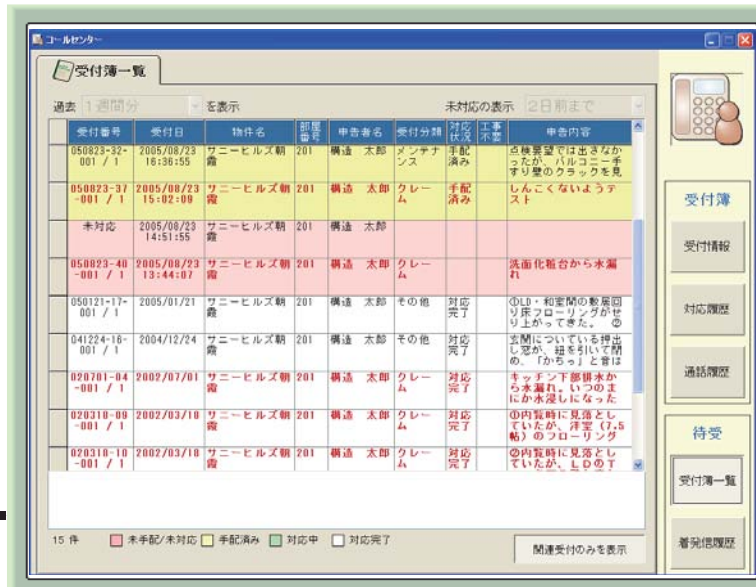 コールセンター
受付簿一覧
過去 1週間分 を表示 未対応の表示 2日前まで
受付番号 受付日 物件名 部屋番号 申告者名 受付分類 対応状況 工事不要 申告内容
050823-32-001 / 1 2005/08/23 16:36:55 サニーヒルズ朝霞 201 構造 太郎 メンテナンス 手配済み 点検要望では出さなかったが、バルコニー手すり壁のクラックを見
050823-37-001 / 1 2005/08/23 15:02:09 サニーヒルズ朝霞 201 構造 太郎 クレーム 手配済み しんこくないようテスト
未対応 2005/08/23 14:51:55 サニーヒルズ朝霞 201 構造 太郎
050823-40-001 / 1 2005/08/23 13:44:07 サニーヒルズ朝霞 201 構造 太郎 クレーム 洗面化粧台から水漏れ
050121-17-001 / 1 2005/01/21 サニーヒルズ朝霞 201 構造 太郎 その他 対応完了 ①LD・和室間の敷居回り床フローリングがせり上がってきた。 ②
041224-16-001 / 1 2004/12/24 サニーヒルズ朝霞 201 構造 太郎 その他 対応完了 玄関についている押出し窓が、紐を引いて閉め、「かちっ」と音は
020701-04-001 / 1 2002/07/01 サニーヒルズ朝霞 201 構造 太郎 クレーム 対応完了 キッチン下部排水から水漏れ。いつのまにか水浸しになった
020310-09-001 / 1 2002/03/10 サニーヒルズ朝霞 201 構造 太郎 クレーム 対応完了 ①内覧時に見落としていたが、洋室（7.5帖）のフローリング
020310-10-001 / 1 2002/03/10 サニーヒルズ朝霞 201 構造 太郎 クレーム 対応完了 ②内覧時に見落としていたが、LDのT
15 件 未手配/未対応 手配済み 対応中 対応完了 関連受付のみを表示
受付簿
受付情報
対応履歴
通話履歴
待受
受付簿一覧
着発信履歴